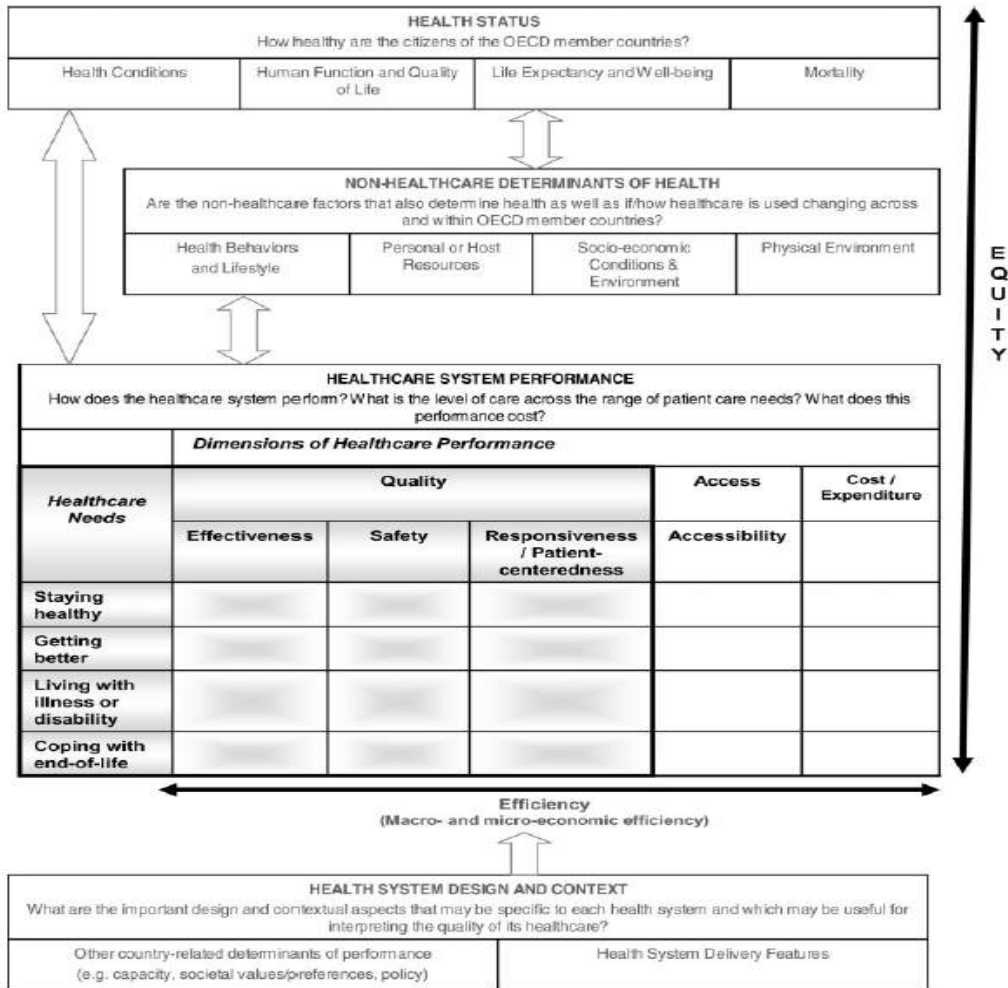 HEALTH STATUS
How healthy are the citizens of the OECD member countries?
Health Conditions
Human Function and Quality
of Life
Life Expectancy and Well-being
Mortality
NON-HEALTHCARE DETERMINANTS OF HEALTH
Are the non-healthcare factors that also determine health as well as if/how healthcare is used changing across
and within OECD member countries?
Health Behaviors
and Lifestyle
Personal or Host
Resources
Socio-economic
Conditions &
Environment
Physical Environment
EQUITY
HEALTHCARE SYSTEM PERFORMANCE
How does the healthcare system perform? What is the level of care across the range of patient care needs? What does this
performance cost?
Dimensions of Healthcare Performance
Healthcare
Needs
Quality
Access
Cost /
Expenditure
Effectiveness
Safety
Responsiveness
/ Patient-
centeredness
Accessibility
Staying
healthy
Getting
better
Living with
illness or
disability
Coping with
end-of-life
Efficiency
(Macro- and micro-economic efficiency)
HEALTH SYSTEM DESIGN AND CONTEXT
What are the important design and contextual aspects that may be specific to each health system and which may be useful for
interpreting the quality of its healthcare?
Other country-related determinants of performance
(e.g. capacity, societal values/preferences, policy)
Health System Delivery Features